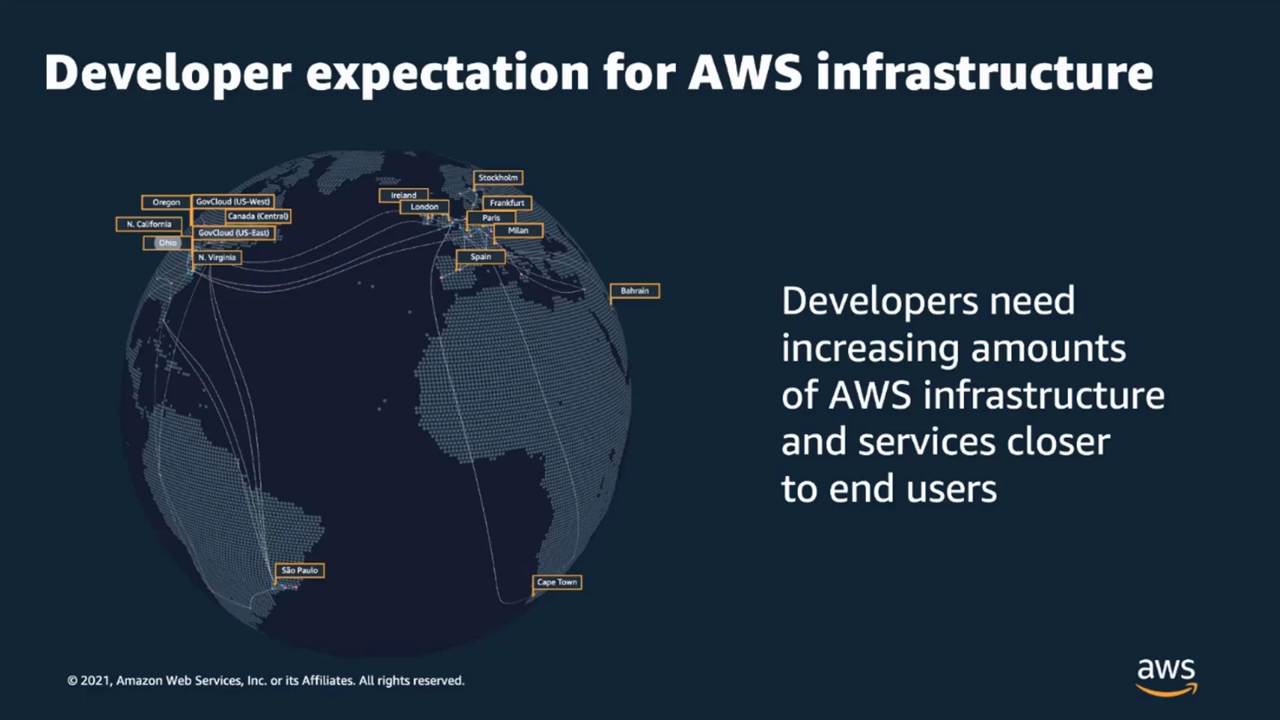 Developer expectation for AWS infrastructure
Stockholm
Ireland
Oregon
GovCloud (US-West)
Frankfurt
London
Canada (Central)
Paris
N. California
GovCloud (US-East)
Milan
Ohio
N. Virginia
Spain
Bahrain
Developers need
increasing amounts
of AWS infrastructure
and services closer
to end users
São Paulo
Cape Town
© 2021, Amazon Web Services, Inc. or its Affiliates. All rights reserved.
aws